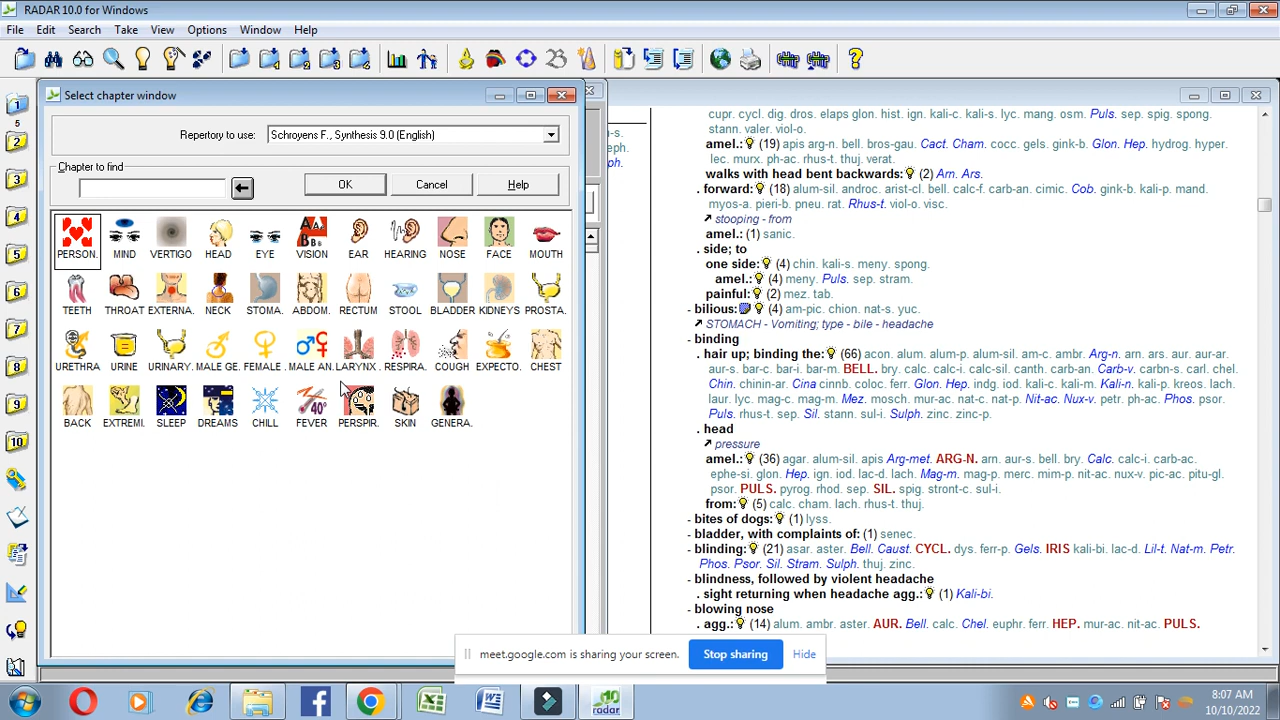 RADAR 10.0 for Windows
File Edit Search Take View Options Window Help
Select chapter window
Repertory to use: Schroyens F., Synthesis 9.0 (English)
Chapter to find
OK Cancel Help
PERSON. MIND VERTIGO HEAD EYE VISION EAR HEARING NOSE FACE MOUTH
TEETH THROAT EXTERNA. NECK STOMA. ABDOM. RECTUM STOOL BLADDER KIDNEYS PROSTA.
URETHRA URINE URINARY. MALE GE. FEMALE . MALE AN. LARYNX . RESPIRA. COUGH EXPECTO. CHEST
BACK EXTREMI. SLEEP DREAMS CHILL FEVER PERSPIR. SKIN GENERA.
1
5
2
3
4
5
6
7
8
9
10
cupr. cycl. dig. dros. elaps glon. hist. ign. kali-c. kali-s. lyc. mang. osm. Puls. sep. spig. spong.
stann. valer. viol-o.
amel.: (19) apis arg-n. bell. bros-gau. Cact. Cham. cocc. gels. gink-b. Glon. Hep. hydrog. hyper.
lec. murx. ph-ac. rhus-t. thuj. verat.
walks with head bent backwards: (2) Arn. Ars.
. forward: (18) alum-sil. androc. arist-cl. bell. calc-f. carb-an. cimic. Cob. gink-b. kali-p. mand.
myos-a. pieri-b. pneu. rat. Rhus-t. viol-o. visc.
stooping - from
amel.: (1) sanic.
. side; to
one side: (4) chin. kali-s. meny. spong.
amel.: (4) meny. Puls. sep. stram.
painful: (2) mez. tab.
- bilious: (4) am-pic. chion. nat-s. yuc.
STOMACH - Vomiting; type - bile - headache
- binding
. hair up; binding the: (66) acon. alum. alum-p. alum-sil. am-c. ambr. Arg-n. arn. ars. aur. aur-ar.
aur-s. bar-c. bar-i. bar-m. BELL. bry. calc. calc-i. calc-sil. canth. carb-an. Carb-v. carbn-s. carl. chel.
Chin. chinin-ar. Cina cinnb. coloc. ferr. Glon. Hep. indg. iod. kali-c. kali-m. Kali-n. kali-p. kreos. lach.
laur. lyc. mag-c. mag-m. Mez. mosch. mur-ac. nat-c. nat-p. Nit-ac. Nux-v. petr. ph-ac. Phos. psor.
Puls. rhus-t. sep. Sil. stann. sul-i. Sulph. zinc. zinc-p.
. head
pressure
amel.: (36) agar. alum-sil. apis Arg-met. ARG-N. arn. aur-s. bell. bry. Calc. calc-i. carb-ac.
ephe-si. glon. Hep. ign. iod. lac-d. lach. Mag-m. mag-p. merc. mim-p. nit-ac. nux-v. pic-ac. pitu-gl.
psor. PULS. pyrog. rhod. sep. SIL. spig. stront-c. sul-i.
from: (5) calc. cham. lach. rhus-t. thuj.
- bites of dogs: (1) lyss.
- bladder, with complaints of: (1) senec.
- blinding: (21) asar. aster. Bell. Caust. CYCL. dys. ferr-p. Gels. IRIS kali-bi. lac-d. Lil-t. Nat-m. Petr.
Phos. Psor. Sil. Stram. Sulph. thuj. zinc.
- blindness, followed by violent headache
. sight returning when headache agg.: (1) Kali-bi.
- blowing nose
. agg.: (14) alum. ambr. aster. AUR. Bell. calc. Chel. euphr. ferr. HEP. mur-ac. nit-ac. PULS.
meet.google.com is sharing your screen. Stop sharing Hide
8:07 AM
10/10/2022